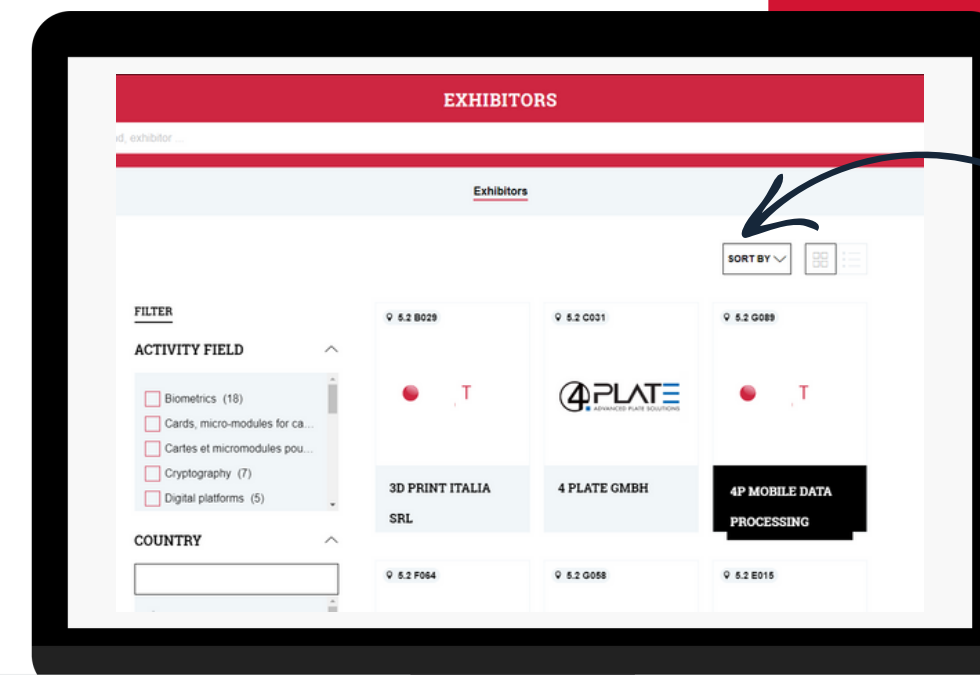 EXHIBITORS
d, exhibitor ...
Exhibitors
SORT BY
FILTER
ACTIVITY FIELD
Biometrics (18)
Cards, micro-modules for ca...
Cartes et micromodules pou...
Cryptography (7)
Digital platforms (5)
COUNTRY
5.2 B029
5.2 C031
5.2 G089
T
4PLATE
ADVANCED PLATE SOLUTIONS
T
3D PRINT ITALIA
SRL
4 PLATE GMBH
4P MOBILE DATA
PROCESSING
5.2 F064
5.2 G058
5.2 E015